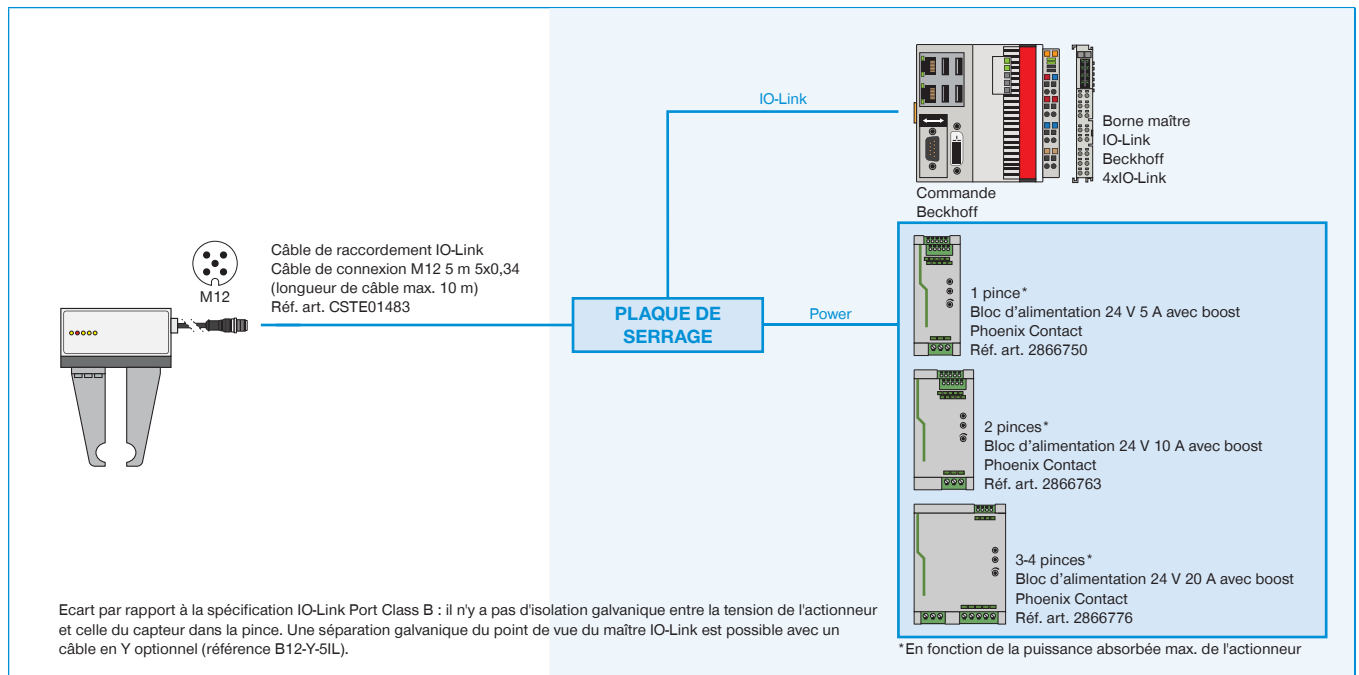 IO-Link
Borne maître
IO-Link
Beckhoff
4xIO-Link
Commande
Beckhoff
M12
Câble de raccordement IO-Link
Câble de connexion M12 5 m 5x0,34
(longueur de câble max. 10 m)
Réf. art. CSTE01483
PLAQUE DE
SERRAGE
Power
1 pince*
Bloc d'alimentation 24 V 5 A avec boost
Phoenix Contact
Réf. art. 2866750
2 pinces*
Bloc d'alimentation 24 V 10 A avec boost
Phoenix Contact
Réf. art. 2866763
3-4 pinces*
Bloc d'alimentation 24 V 20 A avec boost
Phoenix Contact
Réf. art. 2866776
Ecart par rapport à la spécification IO-Link Port Class B : il n'y a pas d'isolation galvanique entre la tension de l'actionneur
et celle du capteur dans la pince. Une séparation galvanique du point de vue du maître IO-Link est possible avec un
câble en Y optionnel (référence B12-Y-5IL).
*En fonction de la puissance absorbée max. de l'actionneur